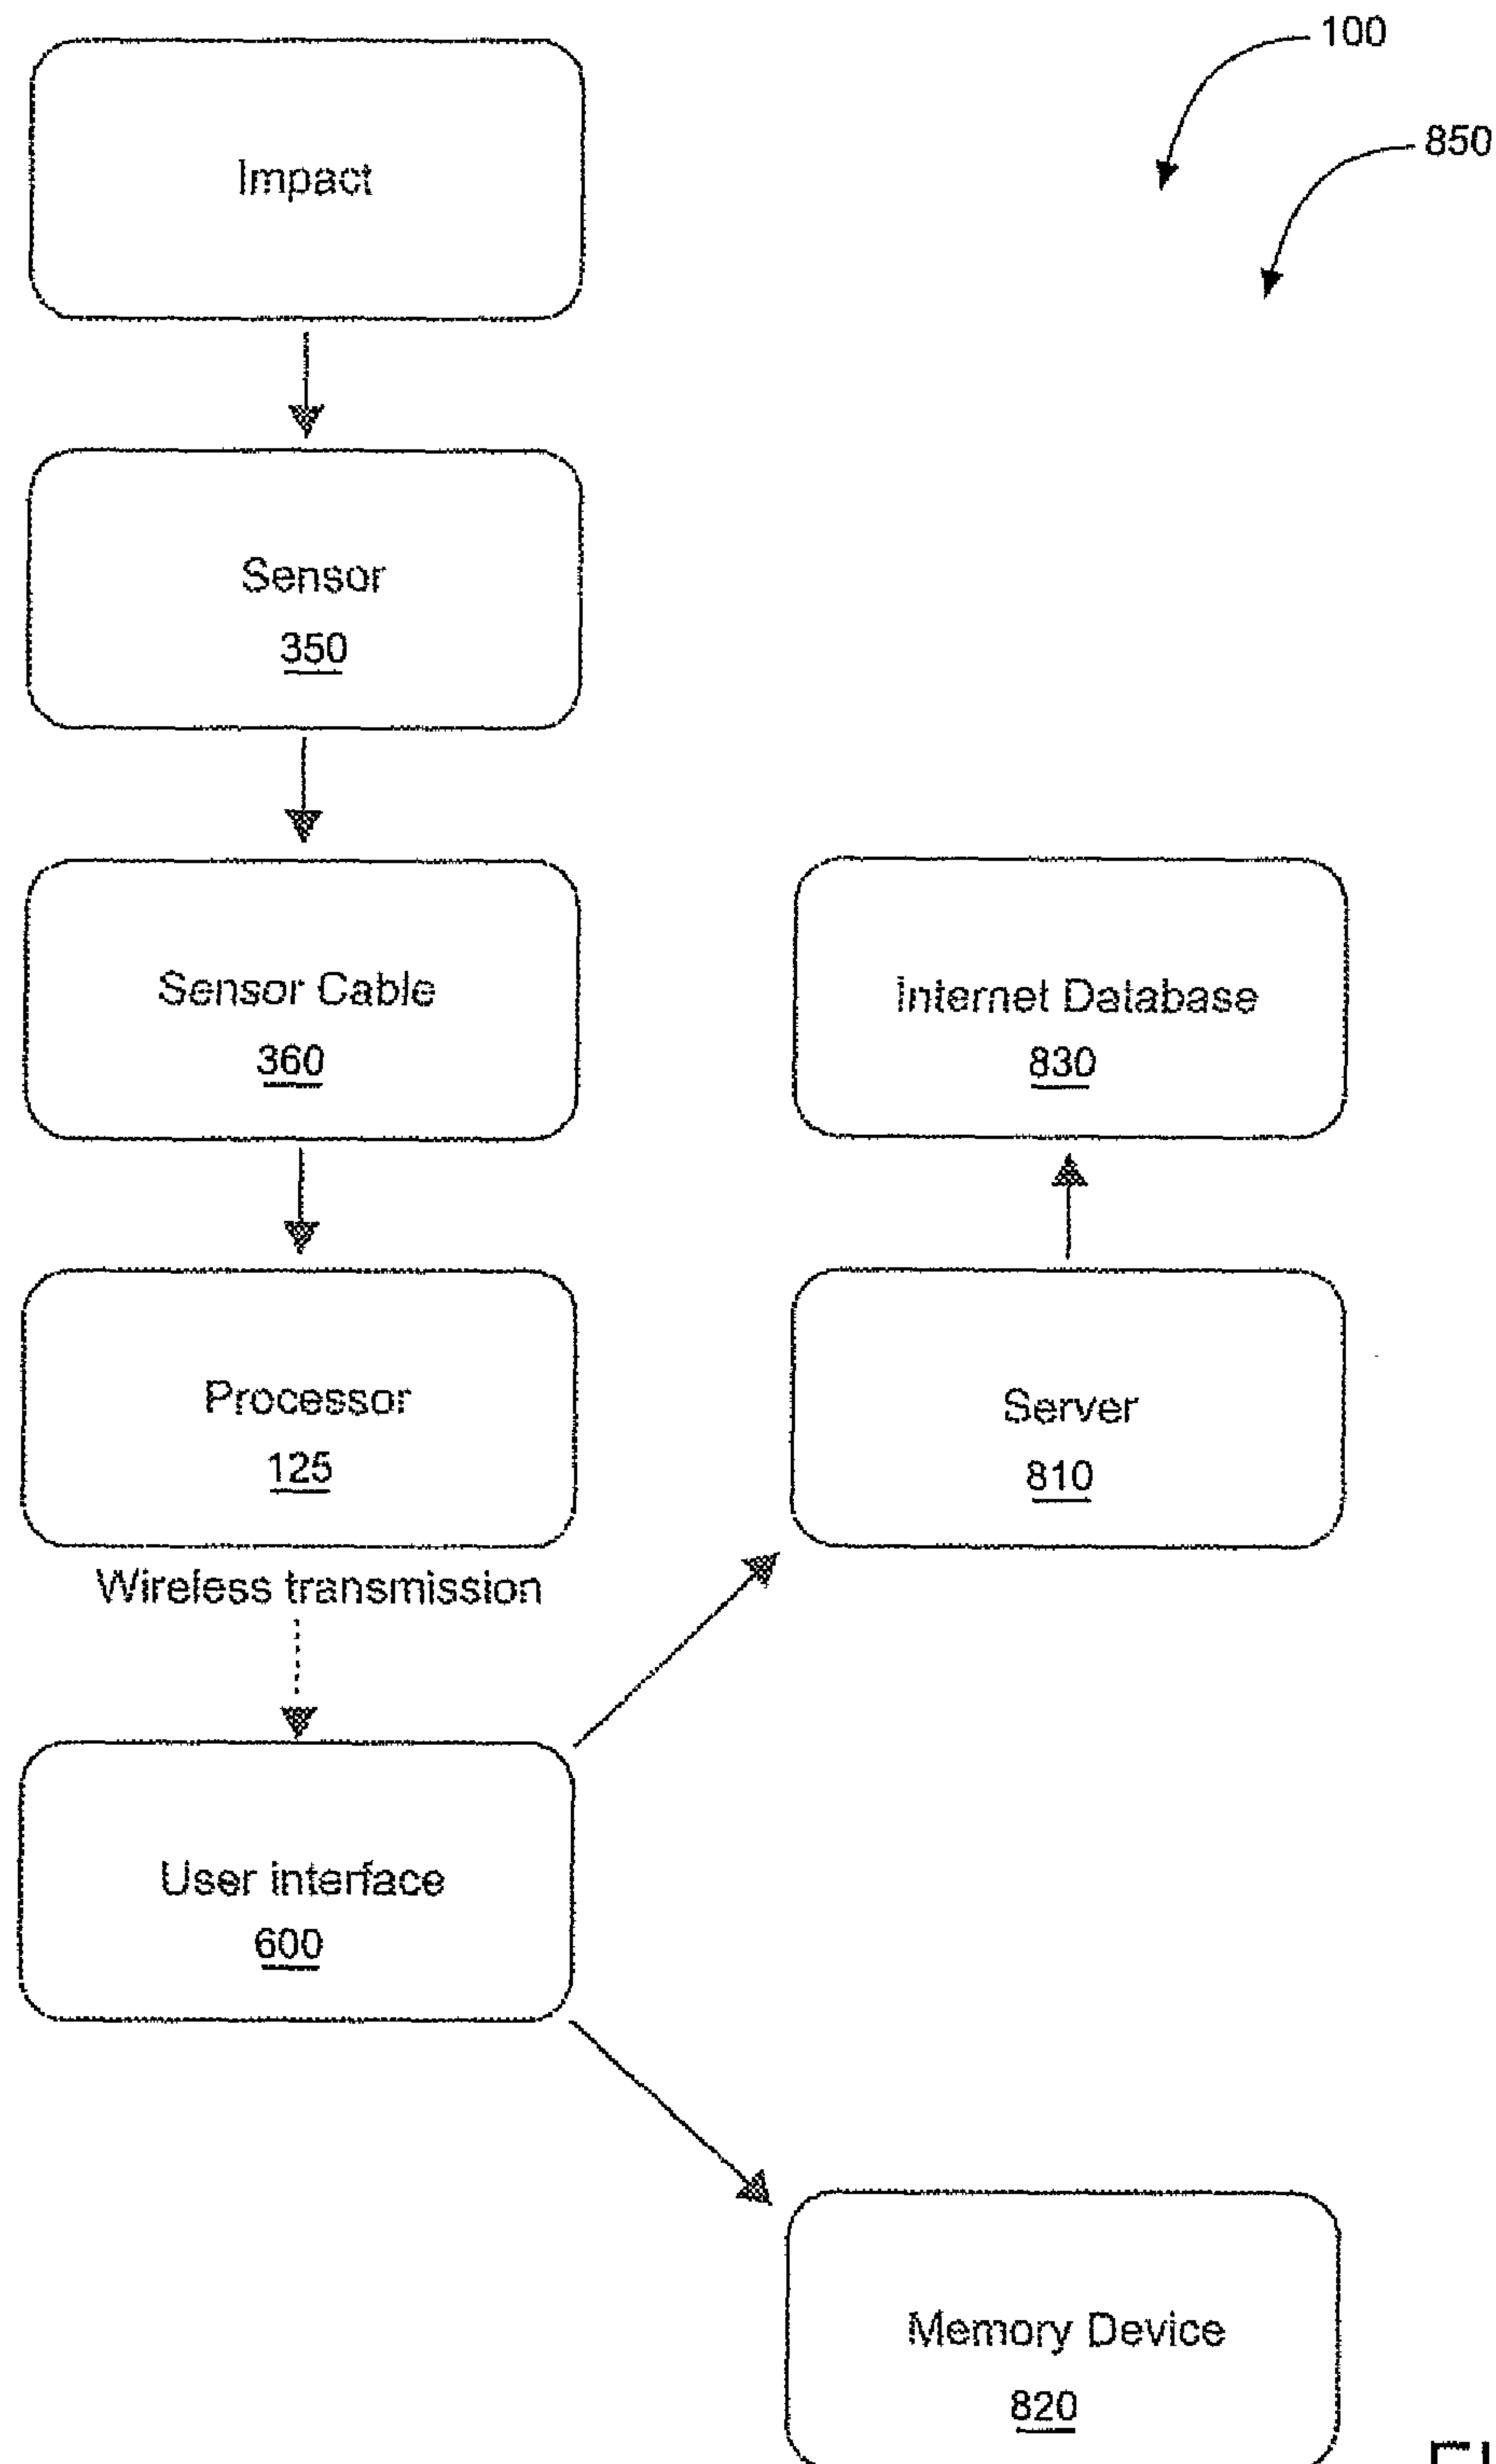 100
850
Impact
Sensor
350
Sensor Cable
360
Internet Database
830
Processor
125
Server
810
Wireless transmission
User interface
600
Memory Device
820